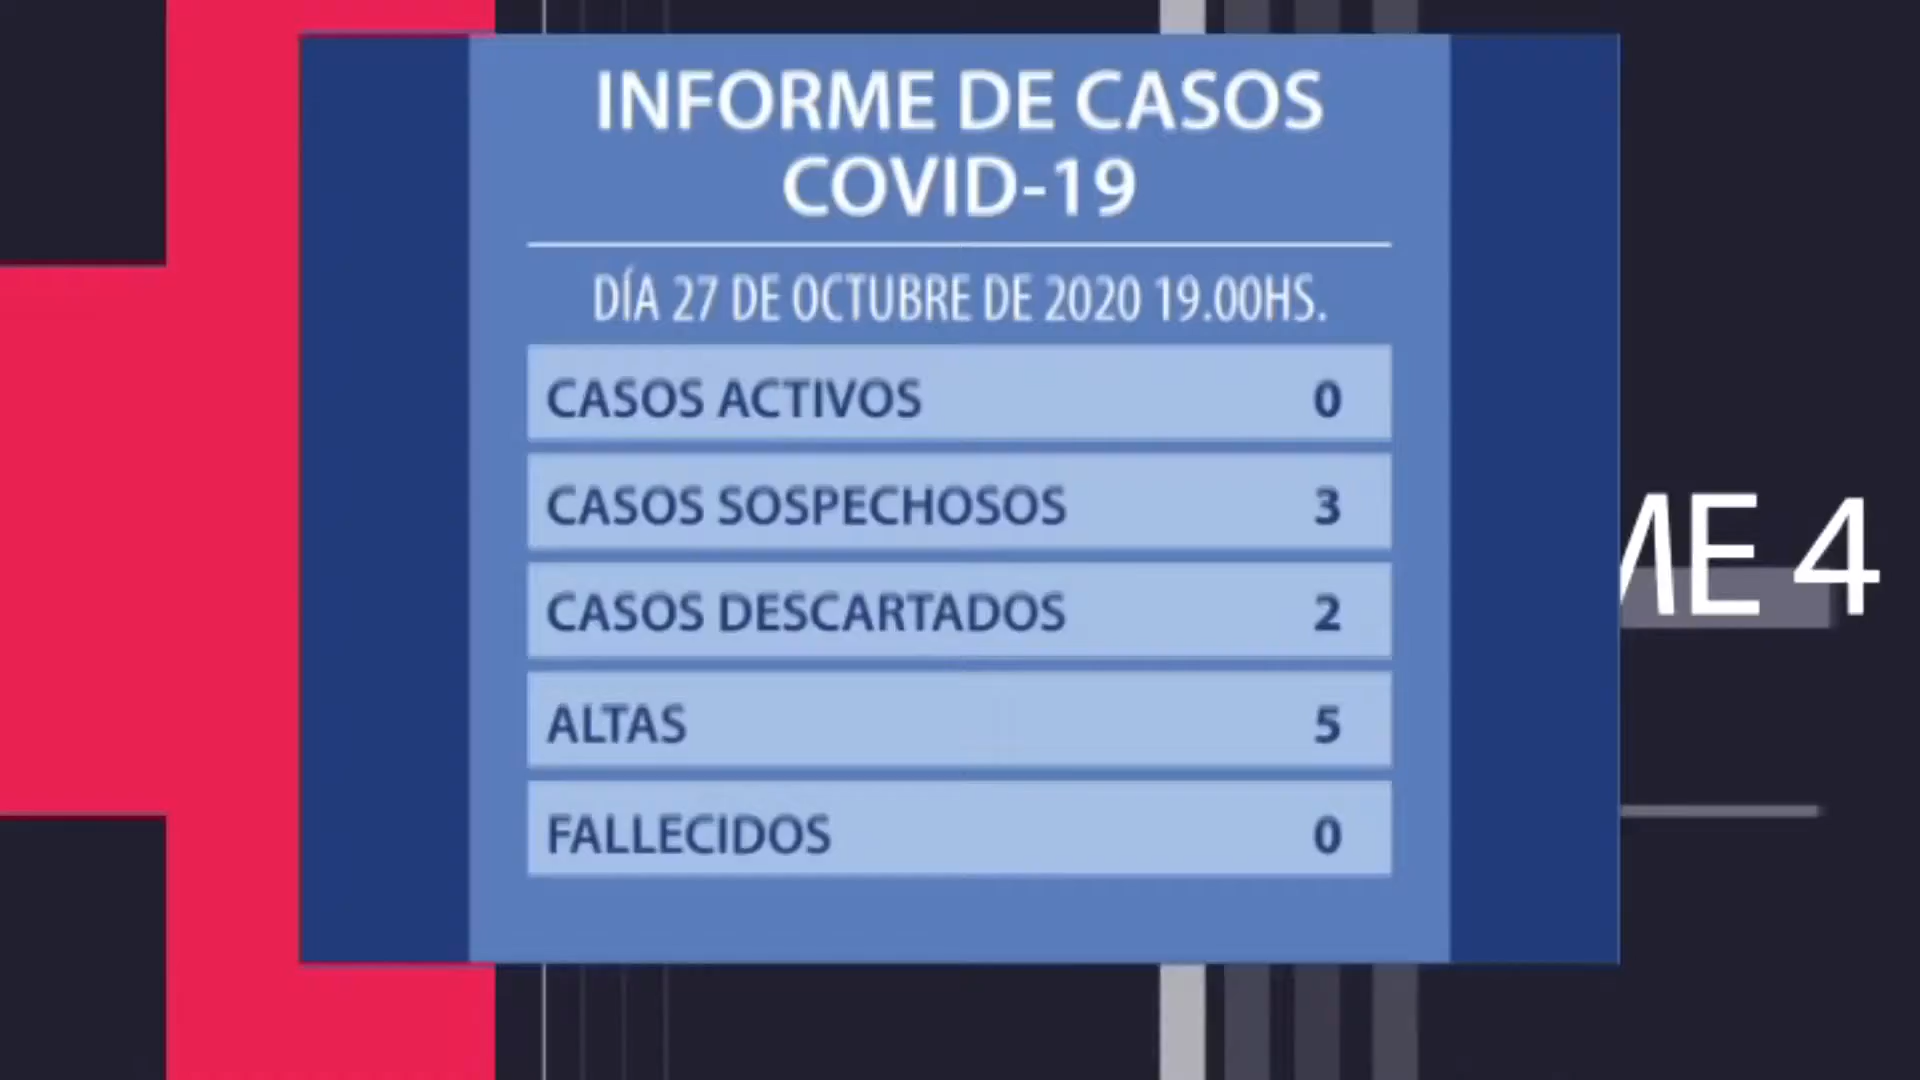 INFORME DE CASOS
COVID-19
DÍA 27 DE OCTUBRE DE 2020 19.00HS.
CASOS ACTIVOS 0
CASOS SOSPECHOSOS 3
CASOS DESCARTADOS 2
ALTAS 5
FALLECIDOS 0
ME 4